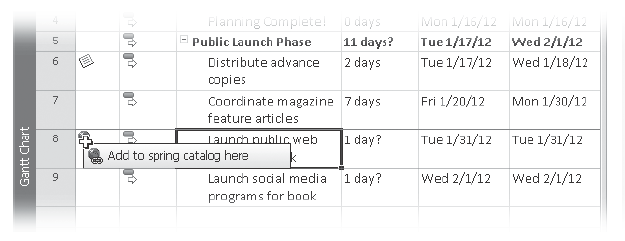 4 Planning Complete! 0 days Mon 1/16/12 Mon 1/16/12
5 Public Launch Phase 11 days? Tue 1/17/12 Wed 2/1/12
6 Distribute advance 2 days Tue 1/17/12 Wed 1/18/12
copies
7 Coordinate magazine 7 days Fri 1/20/12 Mon 1/30/12
feature articles
8 Launch public web 1 day? Tue 1/31/12 Tue 1/31/12
Add to spring catalog here
9 Launch social media 1 day? Wed 2/1/12 Wed 2/1/12
programs for book
Gantt Chart